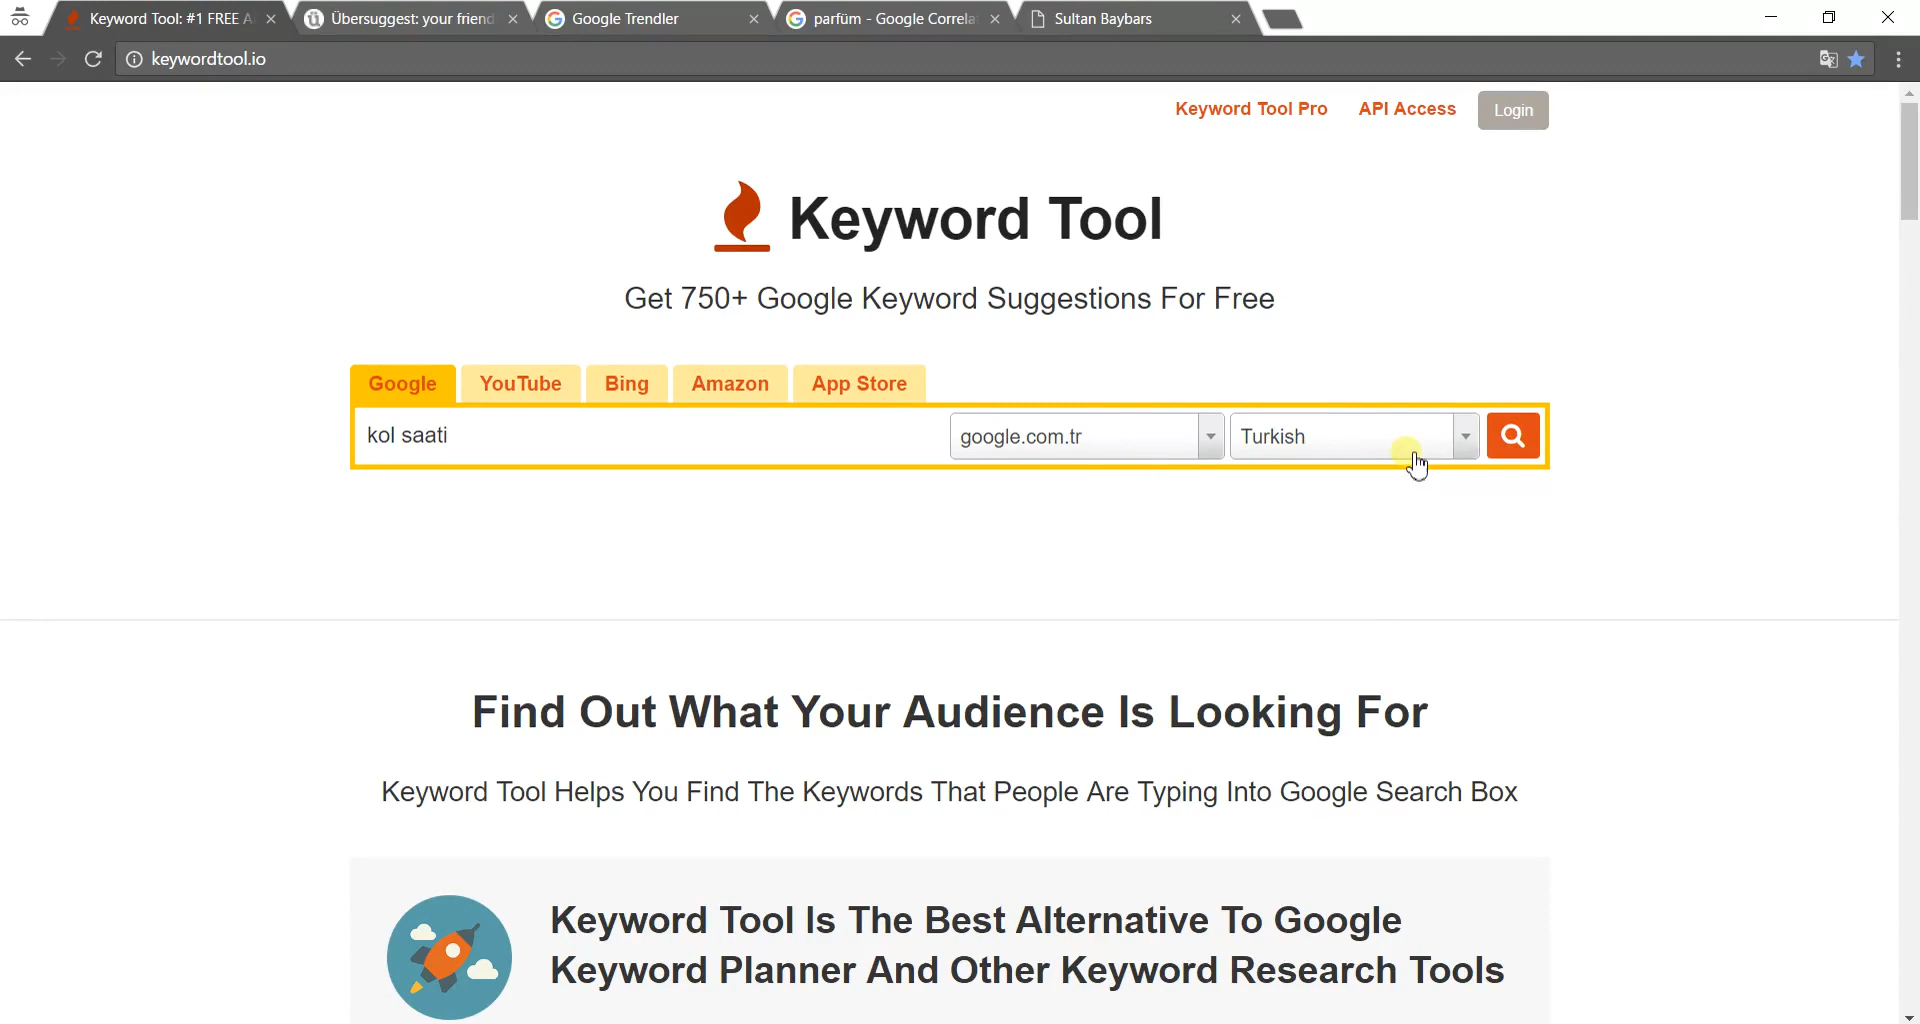 Keyword Tool: #1 FREE A
Übersuggest: your friend
Google Trendler
parfüm - Google Correla
Sultan Baybars
keywordtool.io
Keyword Tool Pro
API Access
Login
Keyword Tool
Get 750+ Google Keyword Suggestions For Free
Google
YouTube
Bing
Amazon
App Store
kol saati
google.com.tr
Turkish
Find Out What Your Audience Is Looking For
Keyword Tool Helps You Find The Keywords That People Are Typing Into Google Search Box
Keyword Tool Is The Best Alternative To Google
Keyword Planner And Other Keyword Research Tools